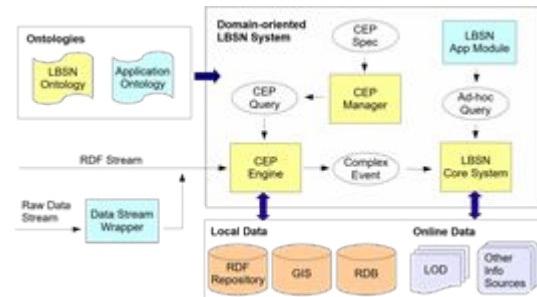 Ontologies
LBSN
Ontology
Application
Ontology
Domain-oriented
LBSN System
CEP
Spec
LBSN
App Module
CEP
Query
CEP
Manager
Ad-hoc
Query
RDF Stream
CEP
Engine
Complex
Event
LBSN
Core System
Raw Data
Stream
Data Stream
Wrapper
Local Data
Online Data
RDF
Repository
GIS
RDB
LOD
Other
Info
Sources